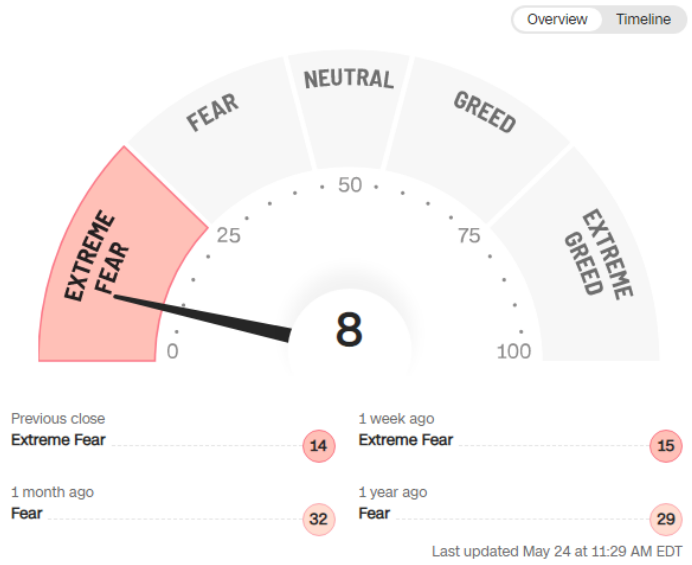 Overview Timeline
NEUTRAL
FEAR
GREED
EXTREME
FEAR
EXTREME
GREED
50
25
75
0
100
8
Previous close
Extreme Fear 14
1 week ago
Extreme Fear 15
1 month ago
Fear 32
1 year ago
Fear 29
Last updated May 24 at 11:29 AM EDT